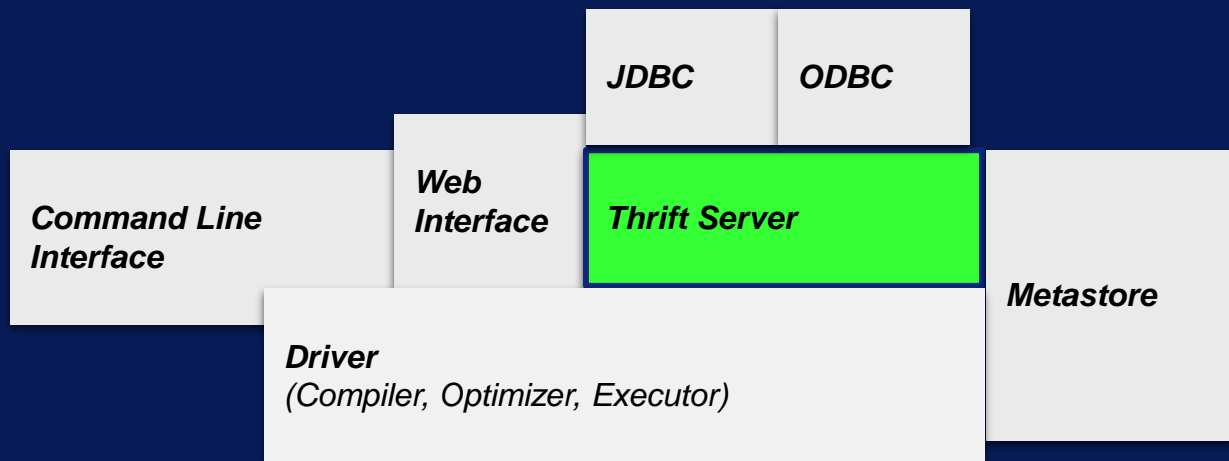 JDBC
ODBC
Command Line
Interface
Web
Interface
Thrift Server
Metastore
Driver
(Compiler, Optimizer, Executor)